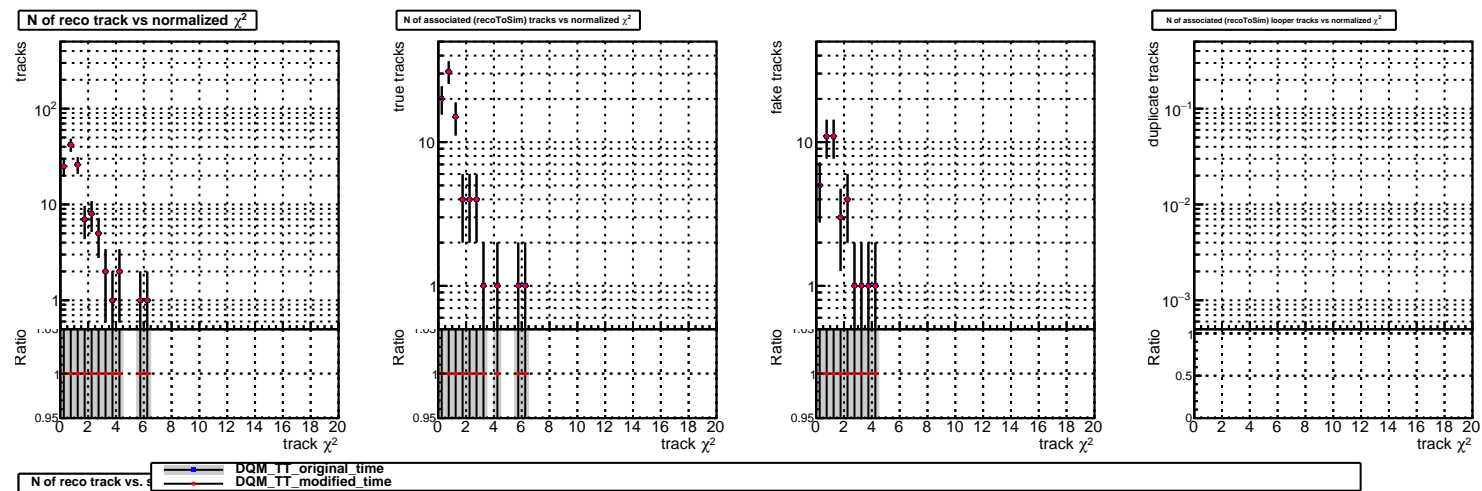 N of reco track vs normalized χ²
N of associated (recoToSim) tracks vs normalized χ²
N of associated (recoToSim) looper tracks vs normalized χ²
tracks
10²
10
1
Ratio
1.05
1
0.95
0 2 4 6 8 10 12 14 16 18 20
track χ²
true tracks
10
1
Ratio
1.05
1
0.95
0 2 4 6 8 10 12 14 16 18 20
track χ²
fake tracks
10
1
Ratio
1.05
1
0.95
0 2 4 6 8 10 12 14 16 18 20
track χ²
duplicate tracks
10⁻¹
10⁻²
10⁻³
Ratio
1
0.5
0
0 2 4 6 8 10 12 14 16 18 20
track χ²
N of reco track vs. s
DQM_TT_original_time
DQM_TT_modified_time